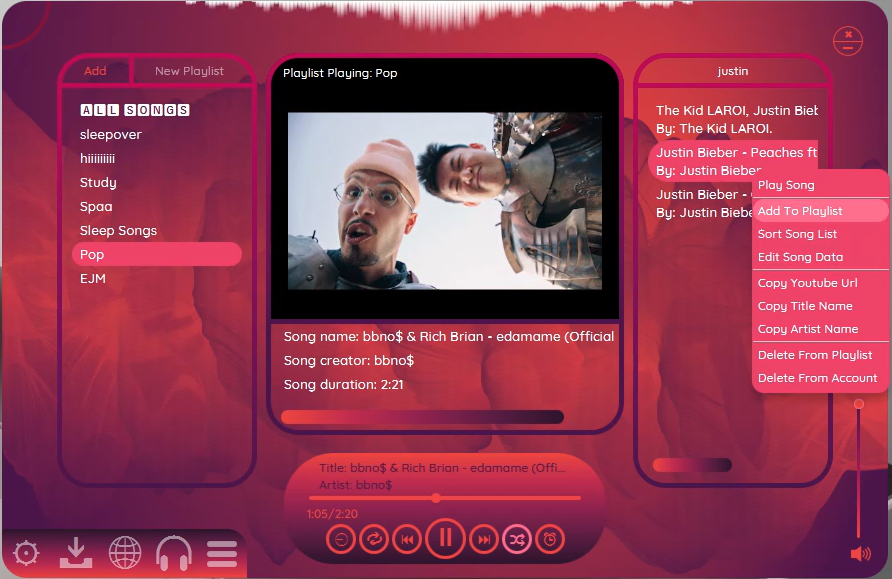 Add
New Playlist
ALL SONGS
sleepover
hiiiiiiiii
Study
Spaa
Sleep Songs
Pop
EJM
Playlist Playing: Pop
Song name: bbno$ & Rich Brian - edamame (Official
Song creator: bbno$
Song duration: 2:21
justin
The Kid LAROI, Justin Bieb
By: The Kid LAROI.
Justin Bieber - Peaches ft
By: Justin Bieber
Justin Bieber -
By: Justin Biebe
Play Song
Add To Playlist
Sort Song List
Edit Song Data
Copy Youtube Url
Copy Title Name
Copy Artist Name
Delete From Playlist
Delete From Account
Title: bbno$ & Rich Brian - edamame (Offi...
Artist: bbno$
1:05/2:20